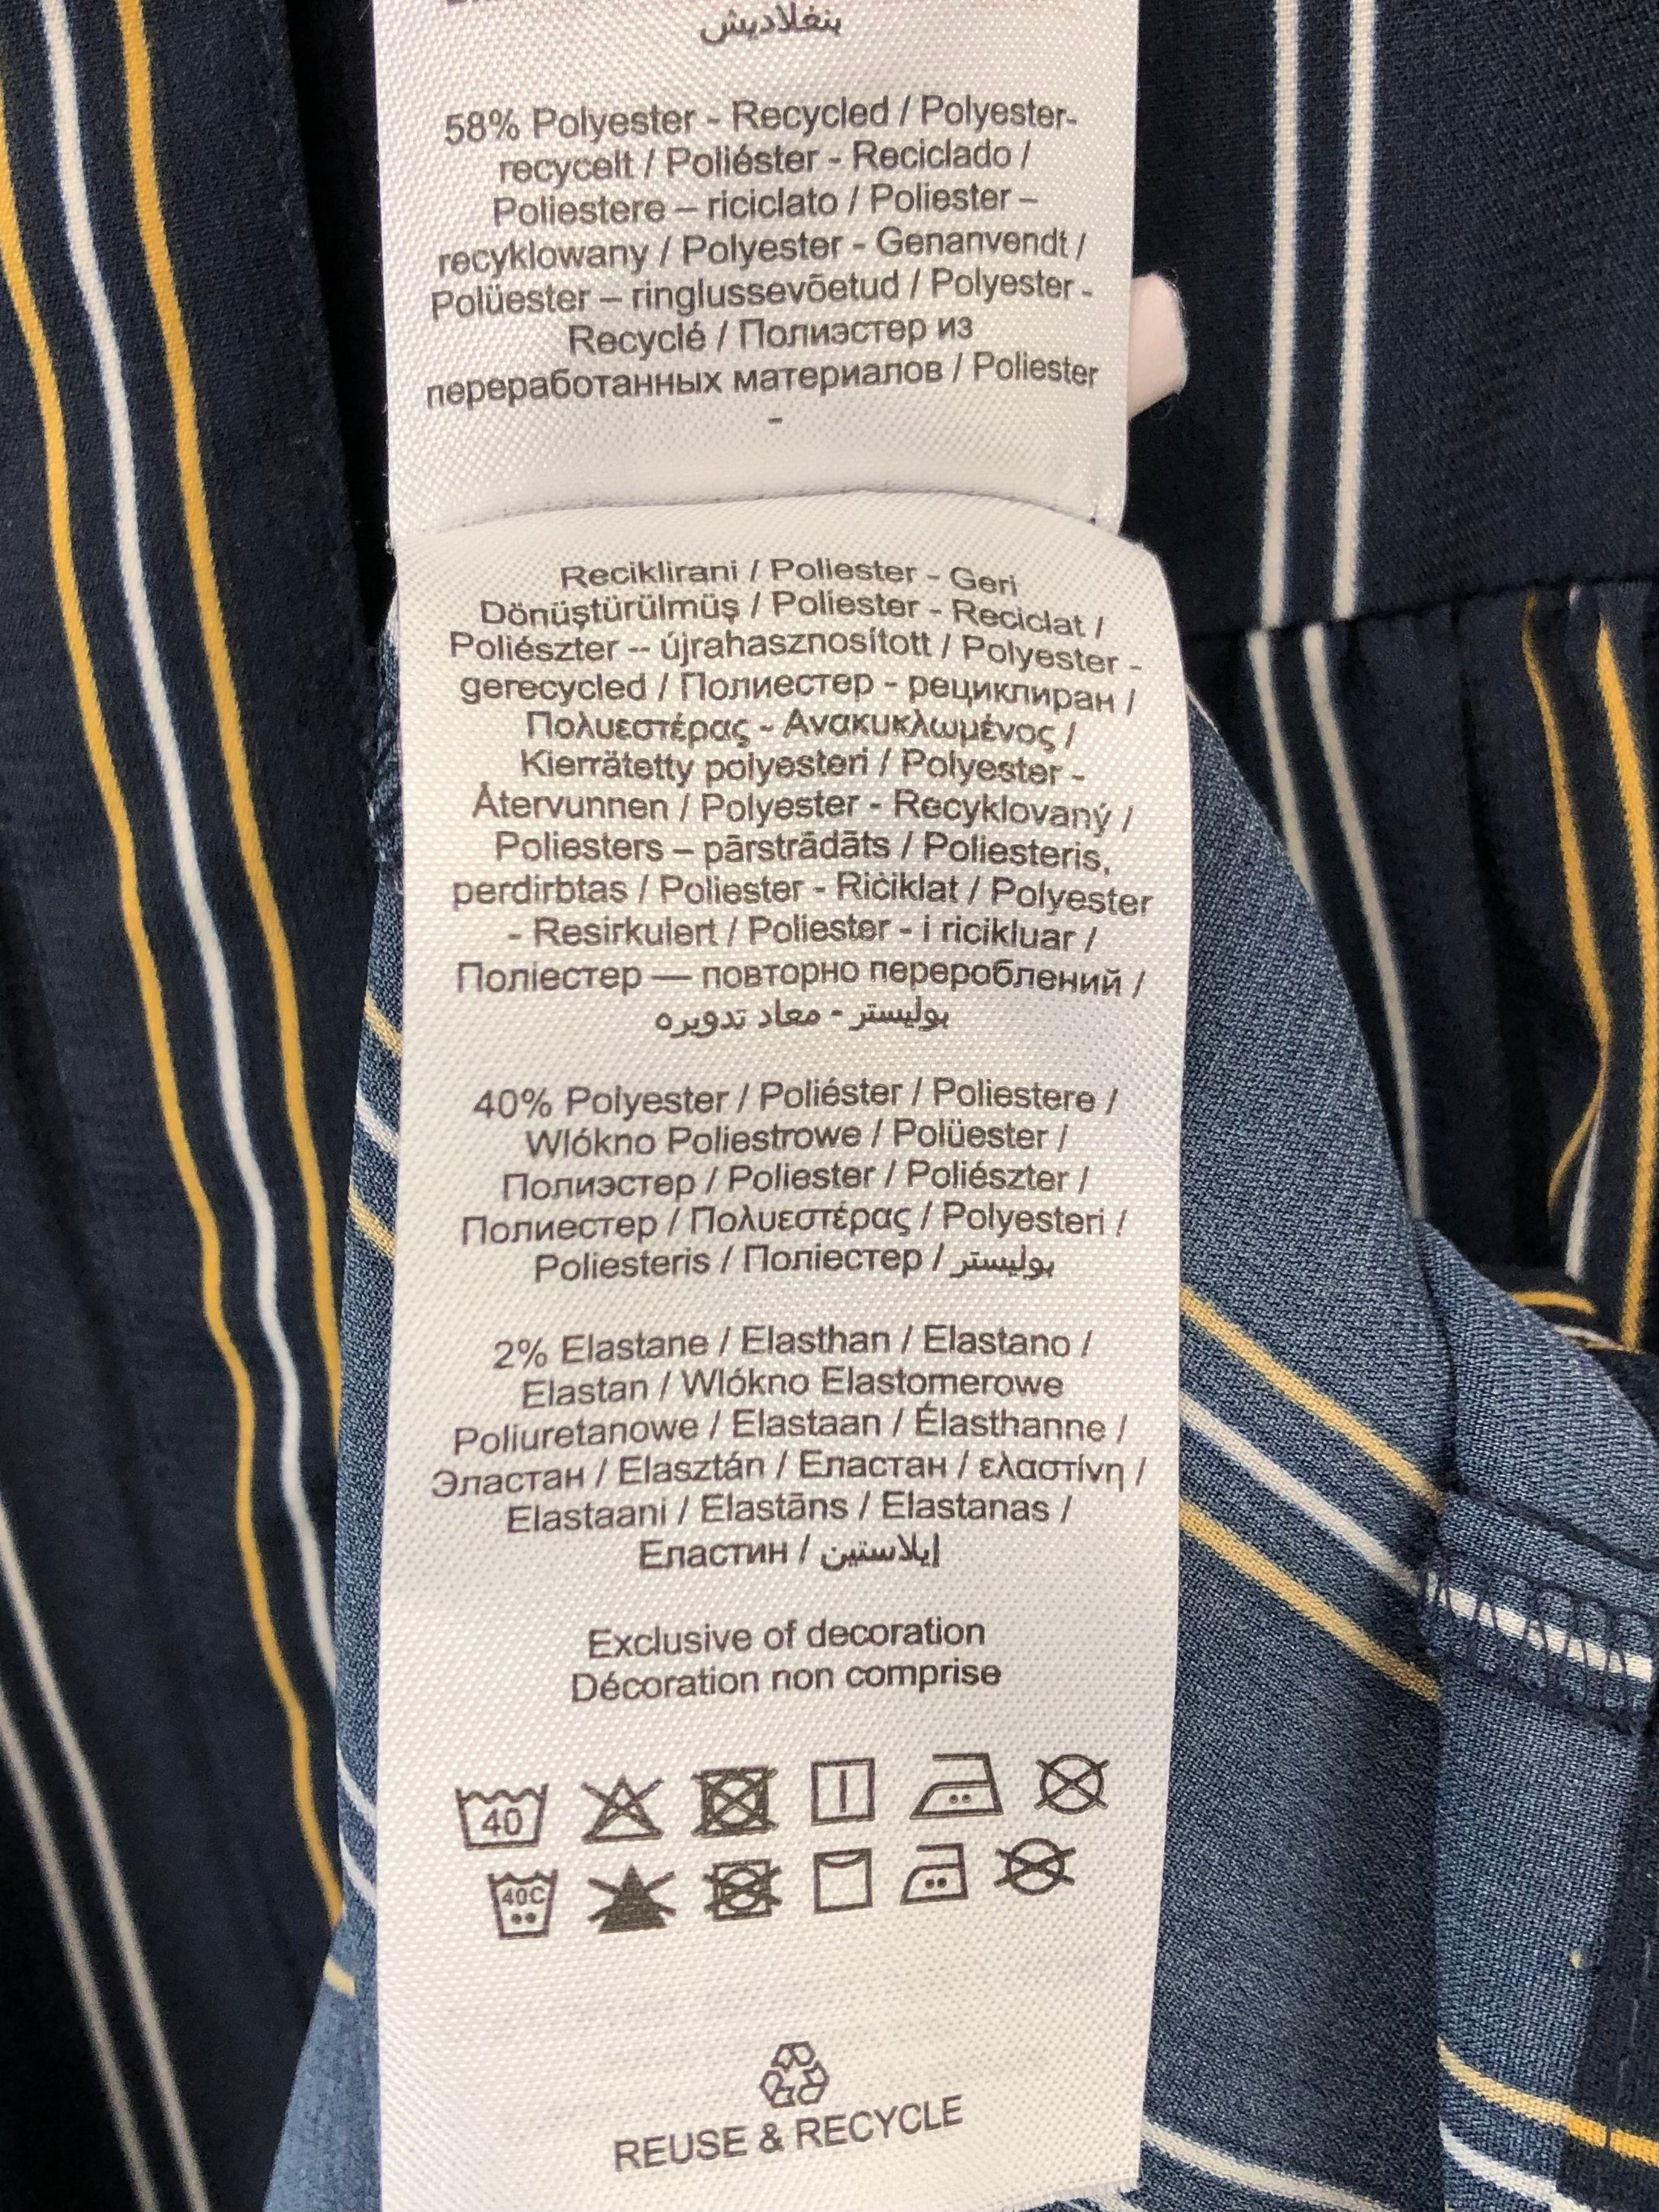 بنغلاديش
58% Polyester - Recycled / Polyester-
recycelt / Poliéster - Reciclado /
Poliestere – riciclato / Poliester –
recyklowany / Polyester - Genanvendt /
Polüester – ringlussevõetud / Polyester -
Recyclé / Полиэстер из
переработанных материалов / Poliester
-
Reciklirani / Poliester - Geri
Dönüştürülmüş / Poliester - Reciclat /
Poliészter -- újrahasznosított / Polyester -
gerecycled / Полиестер - рециклиран /
Πολυεστέρας - Ανακυκλωμένος /
Kierrätetty polyesteri / Polyester -
Återvunnen / Polyester - Recyklovaný /
Poliesters – pārstrādāts / Poliesteris,
perdirbtas / Poliester - Riċiklat / Polyester
- Resirkulert / Poliester - i ricikluar /
Поліестер — повторно перероблений /
بوليستر - معاد تدويره
40% Polyester / Poliéster / Poliestere /
Wlókno Poliestrowe / Polüester /
Полиэстер / Poliester / Poliészter /
Полиестер / Πολυεστέρας / Polyesteri /
Poliesteris / Поліестер / بوليستر
2% Elastane / Elasthan / Elastano /
Elastan / Wlókno Elastomerowe
Poliuretanowe / Elastaan / Élasthanne /
Эластан / Elasztán / Еластан / ελαστίνη /
Elastaani / Elastāns / Elastanas /
Еластин / إيلاستين
Exclusive of decoration
Décoration non comprise
40
40C
REUSE & RECYCLE